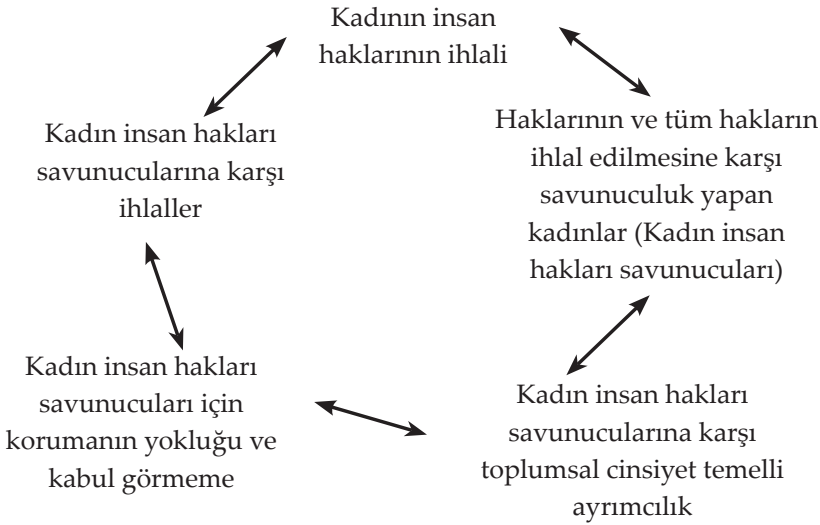 Kadının insan
haklarının ihlali
Haklarının ve tüm hakların
ihlal edilmesine karşı
savunuculuk yapan
kadınlar (Kadın insan
hakları savunucuları)
Kadın insan hakları
savunucularına karşı
toplumsal cinsiyet temelli
ayrımcılık
Kadın insan hakları
savunucuları için
korumanın yokluğu ve
kabul görmeme
Kadın insan hakları
savunucularına karşı
ihlaller